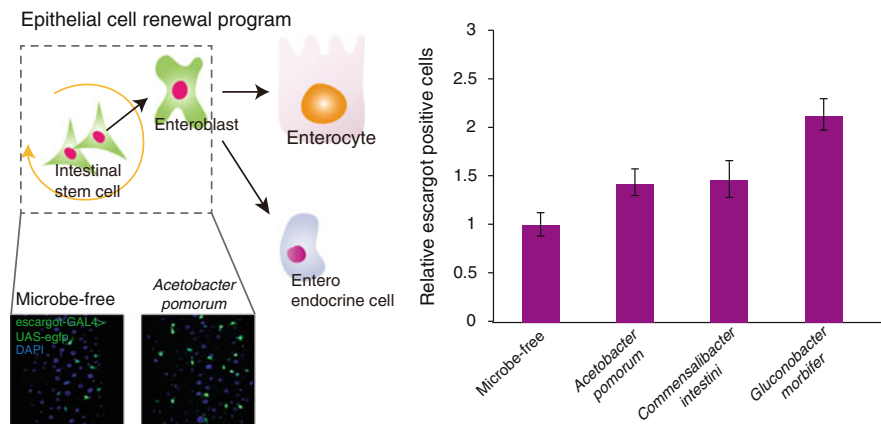 Epithelial cell renewal program
Enteroblast
Enterocyte
Intestinal
stem cell
Entero
endocrine cell
Microbe-free
Acetobacter
pomorum
escargot-GAL4>
UAS-egfp
DAPI
Relative escargot positive cells
3
2.5
2
1.5
1
0.5
0
Microbe-free
Acetobacter
pomorum
Commensalibacter
intestini
Gluconobacter
morbifer